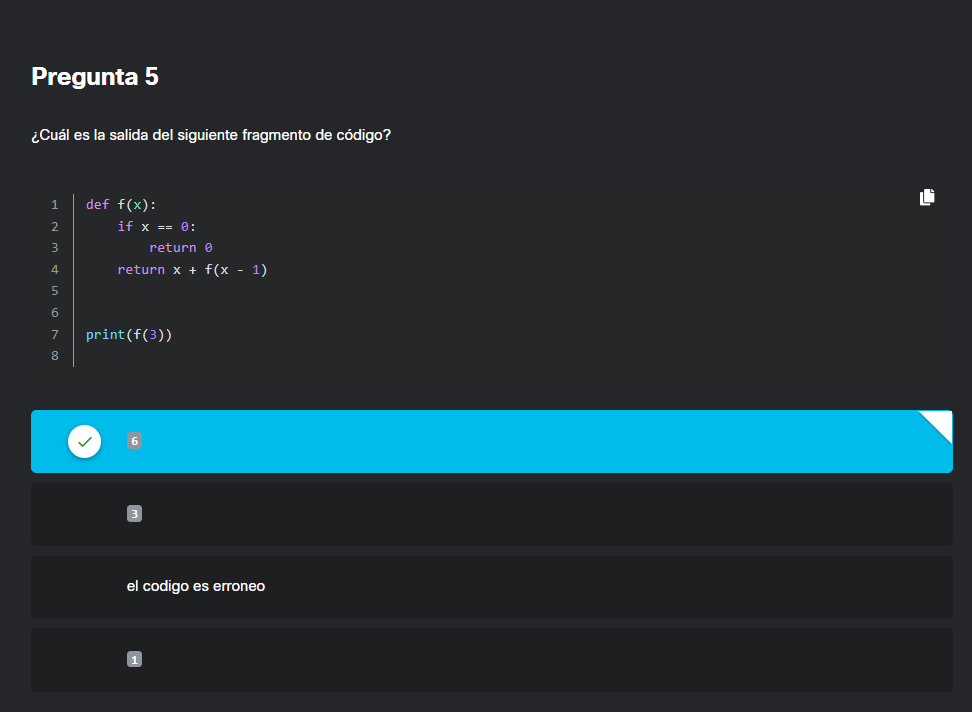 Pregunta 5
¿Cuál es la salida del siguiente fragmento de código?
1 def f(x):
2     if x == 0:
3         return 0
4     return x + f(x - 1)
5
6
7 print(f(3))
8
6
3
el codigo es erroneo
1